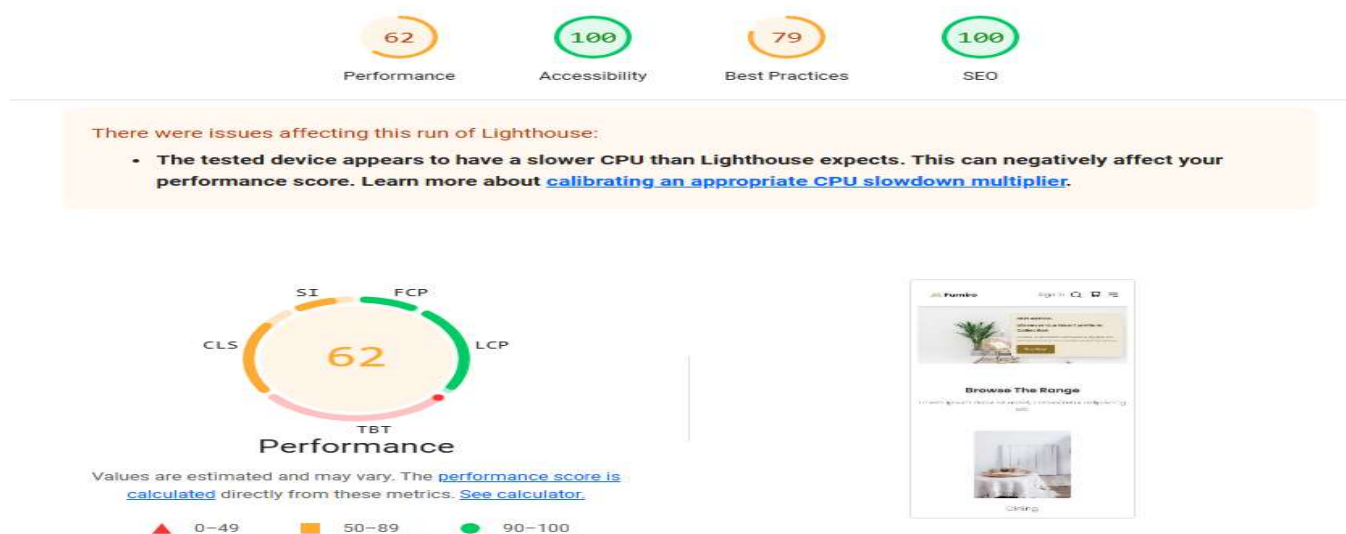 62
100
79
100
Performance
Accessibility
Best Practices
SEO
There were issues affecting this run of Lighthouse:
• The tested device appears to have a slower CPU than Lighthouse expects. This can negatively affect your
performance score. Learn more about calibrating an appropriate CPU slowdown multiplier.
SI
FCP
CLS
LCP
62
TBT
Performance
Values are estimated and may vary. The performance score is
calculated directly from these metrics. See calculator.
0–49
50–89
90–100
Furniro
Sign In
Browse The Range
Dining